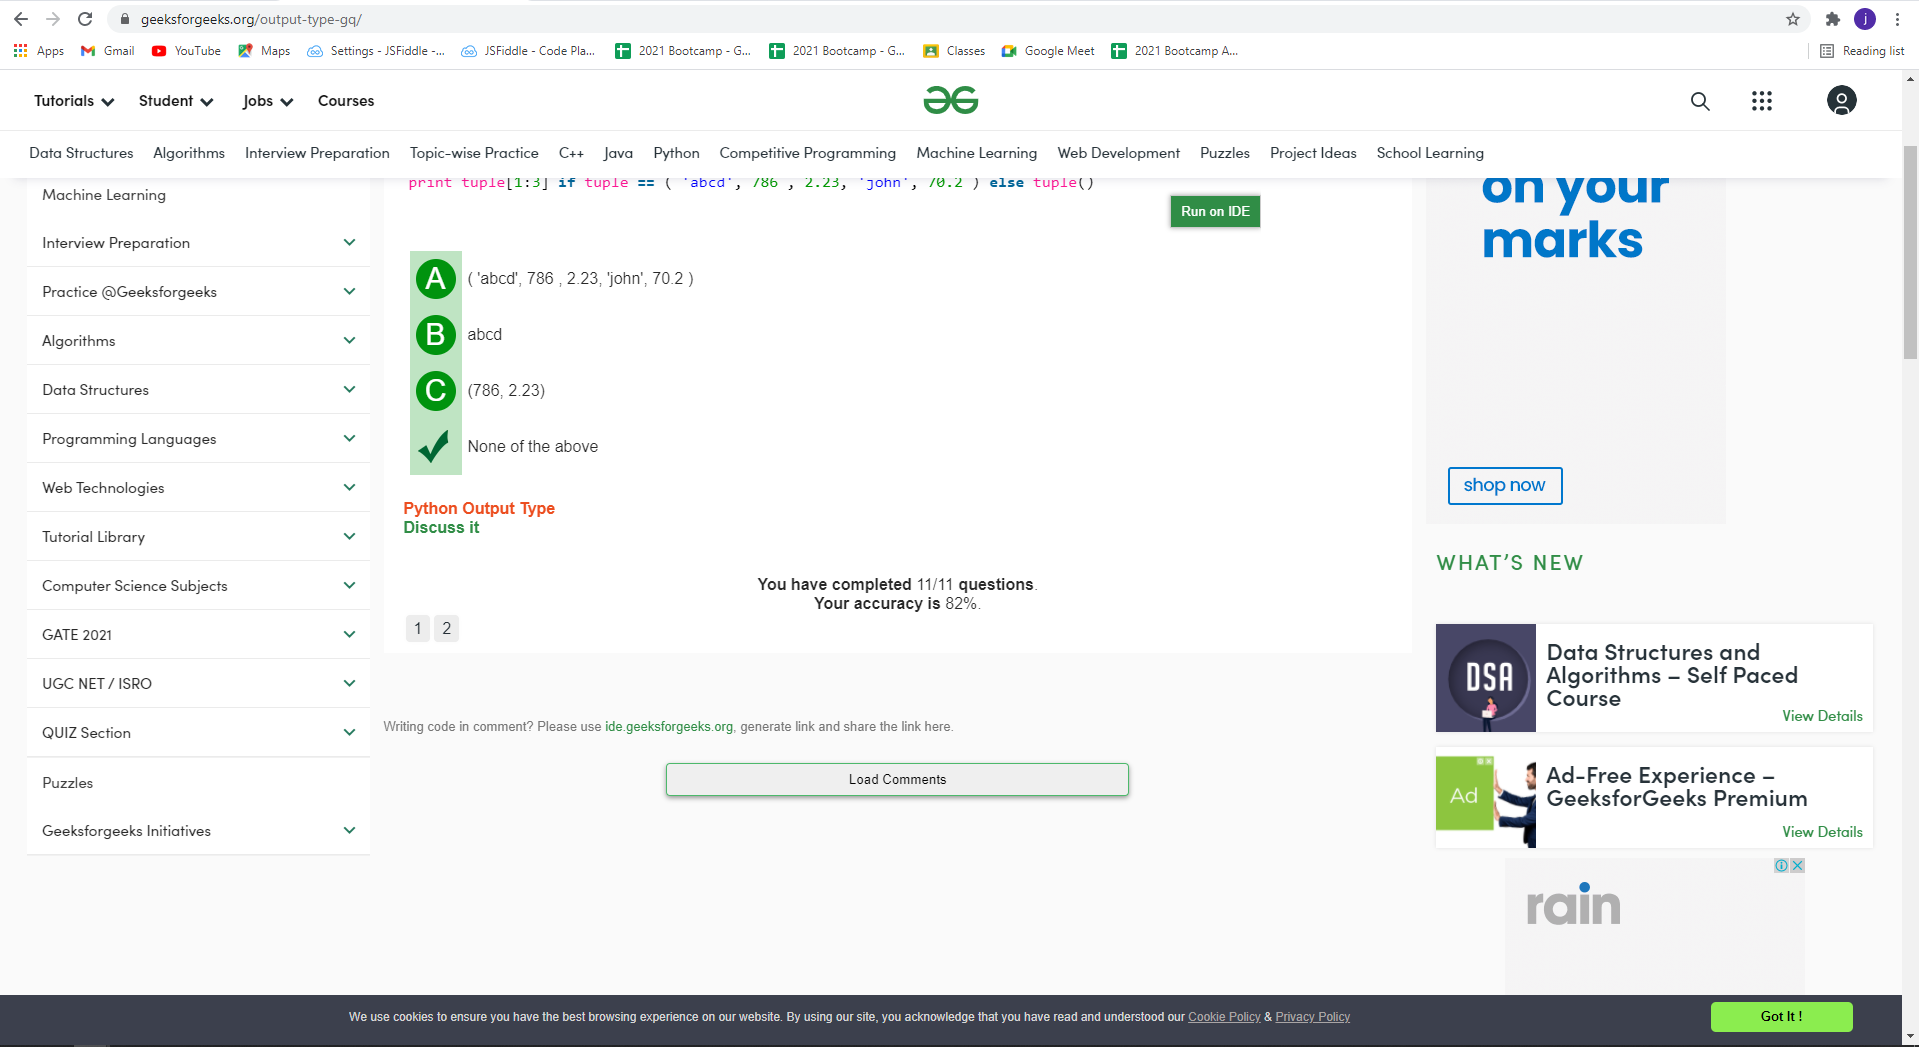 geeksforgeeks.org/output-type-gq/
j
Apps
Gmail
YouTube
Maps
Settings - JSFiddle -...
JSFiddle - Code Pla...
2021 Bootcamp - G...
2021 Bootcamp - G...
Classes
Google Meet
2021 Bootcamp A...
Reading list
Tutorials
Student
Jobs
Courses
Data Structures
Algorithms
Interview Preparation
Topic-wise Practice
C++
Java
Python
Competitive Programming
Machine Learning
Web Development
Puzzles
Project Ideas
School Learning
Machine Learning
Interview Preparation
Practice @Geeksforgeeks
Algorithms
Data Structures
Programming Languages
Web Technologies
Tutorial Library
Computer Science Subjects
GATE 2021
UGC NET / ISRO
QUIZ Section
Puzzles
Geeksforgeeks Initiatives
print tuple[1:3] if tuple == ( 'abcd', 786 , 2.23, 'john', 70.2 ) else tuple()
Run on IDE
A ( 'abcd', 786 , 2.23, 'john', 70.2 )
B abcd
C (786, 2.23)
None of the above
Python Output Type
Discuss it
You have completed 11/11 questions.
Your accuracy is 82%.
1 2
Writing code in comment? Please use ide.geeksforgeeks.org, generate link and share the link here.
Load Comments
on your
marks
shop now
WHAT'S NEW
DSA
Data Structures and
Algorithms – Self Paced
Course
View Details
Ad
Ad-Free Experience –
GeeksforGeeks Premium
View Details
rain
We use cookies to ensure you have the best browsing experience on our website. By using our site, you acknowledge that you have read and understood our Cookie Policy & Privacy Policy
Got It !